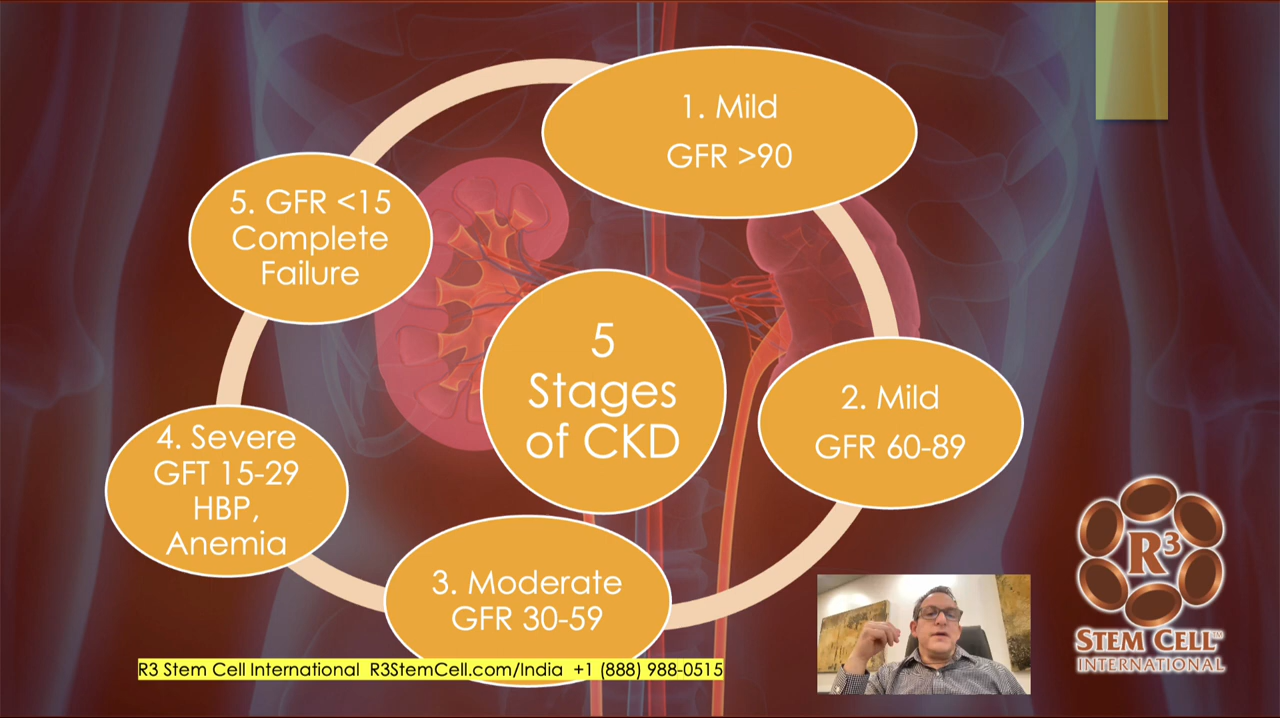 1. Mild
GFR >90
5. GFR <15
Complete
Failure
5
Stages
of CKD
2. Mild
GFR 60-89
4. Severe
GFT 15-29
HBP,
Anemia
3. Moderate
GFR 30-59
R3 Stem Cell International R3StemCell.com/India +1 (888) 988-0515
R³
STEM CELL™
INTERNATIONAL